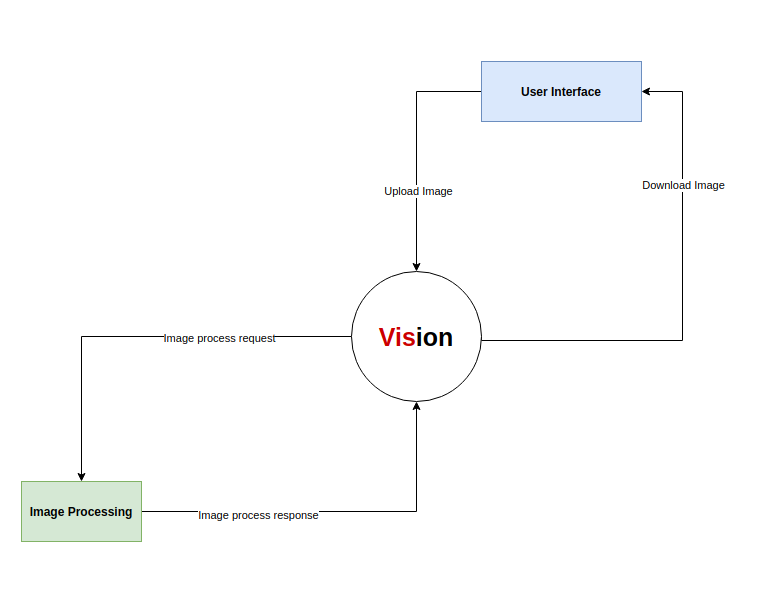 User Interface
Upload Image
Download Image
Vision
Image process request
Image Processing
Image process response